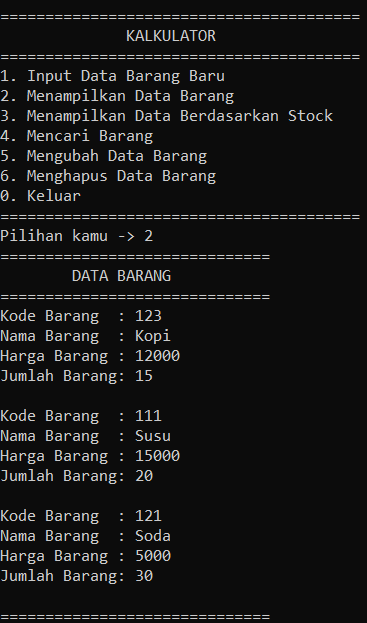 ========================================
KALKULATOR
========================================
1. Input Data Barang Baru
2. Menampilkan Data Barang
3. Menampilkan Data Berdasarkan Stock
4. Mencari Barang
5. Mengubah Data Barang
6. Menghapus Data Barang
0. Keluar
========================================
Pilihan kamu -> 2
==============================
DATA BARANG
==============================
Kode Barang  : 123
Nama Barang  : Kopi
Harga Barang : 12000
Jumlah Barang: 15
Kode Barang  : 111
Nama Barang  : Susu
Harga Barang : 15000
Jumlah Barang: 20
Kode Barang  : 121
Nama Barang  : Soda
Harga Barang : 5000
Jumlah Barang: 30
==============================